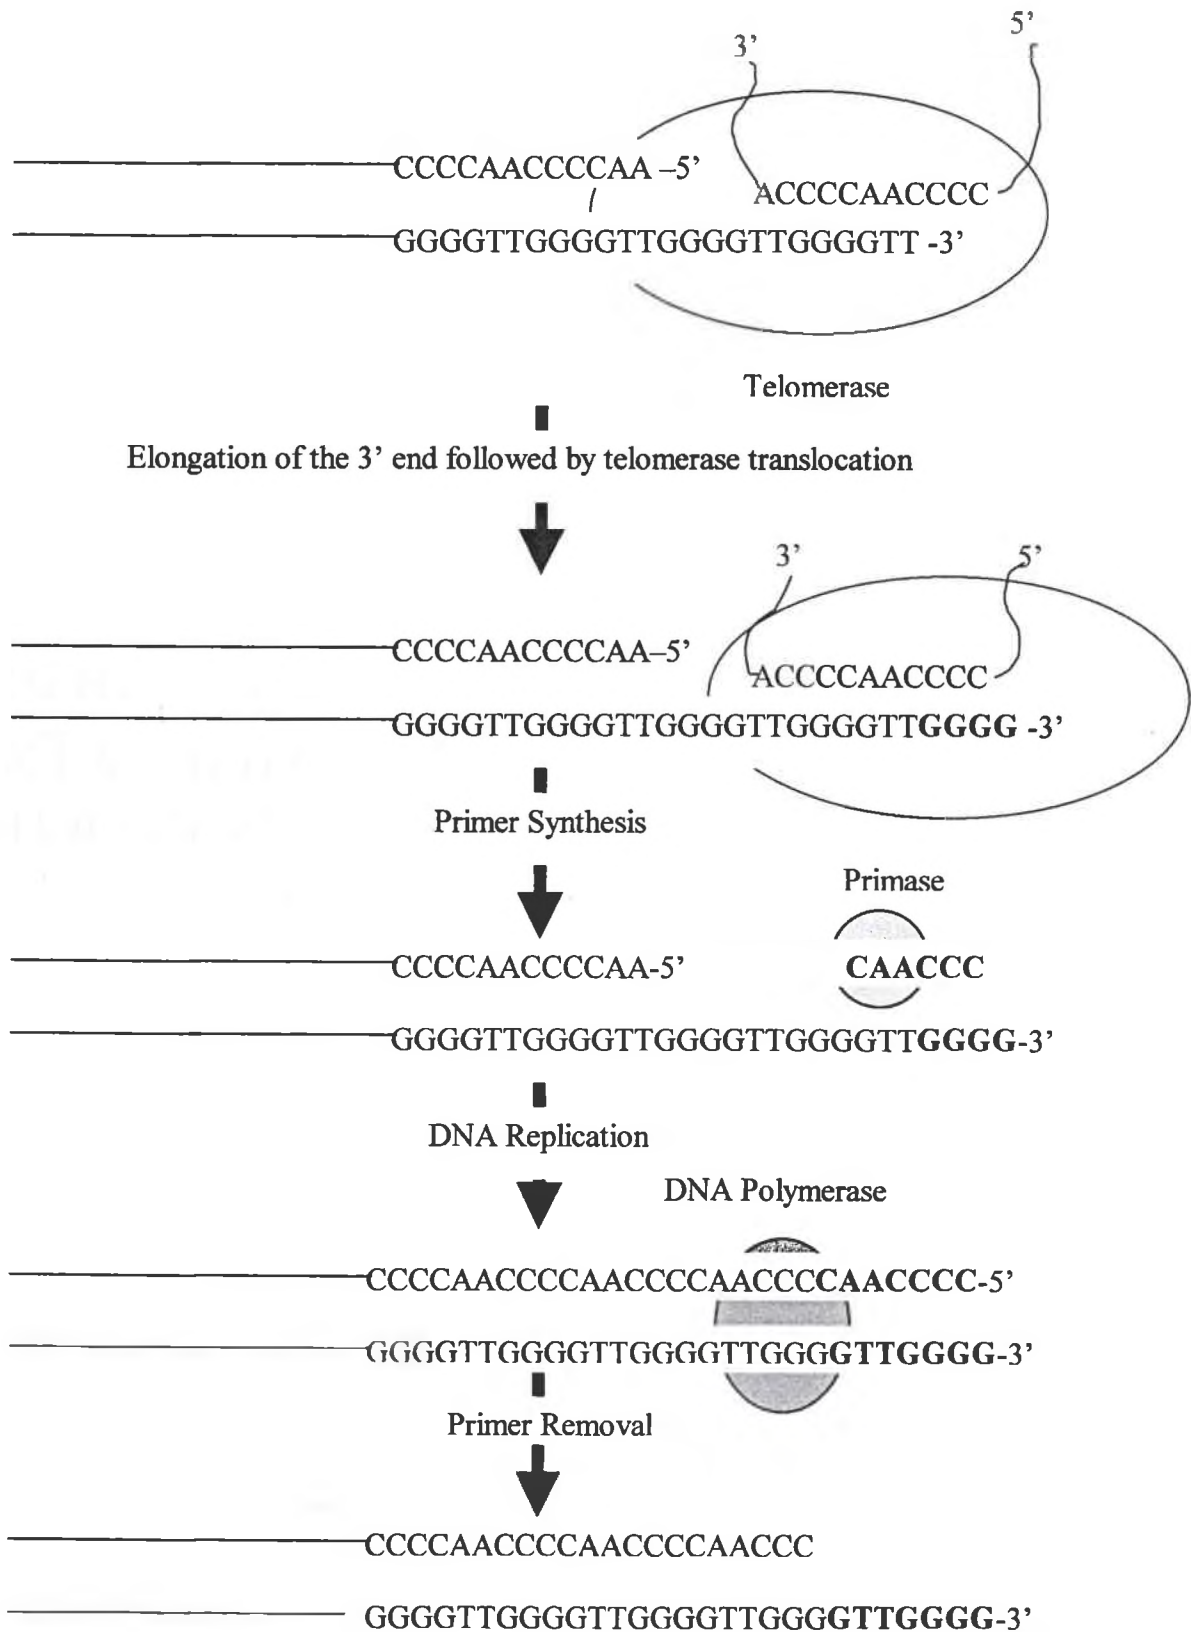 5’
3’
CCCCAACCCCAA –5’
ACCCCAACCCC
GGGGTTGGGGTTGGGGTTGGGGTT -3’
Telomerase
Elongation of the 3’ end followed by telomerase translocation
3’
5’
CCCCAACCCCAA–5’
ACCCCAACCCC
GGGGTTGGGGTTGGGGTTGGGGTTGGGG -3’
Primer Synthesis
Primase
CCCCAACCCCAA-5’
CAACCC
GGGGTTGGGGTTGGGGTTGGGGTTGGGG-3’
DNA Replication
DNA Polymerase
CCCCAACCCCAACCCCAACCCCAACCCC-5’
GGGGTTGGGGTTGGGGTTGGGGTTGGGG-3’
Primer Removal
CCCCAACCCCAACCCCAACCC
GGGGTTGGGGTTGGGGTTGGGGTTGGGG-3’